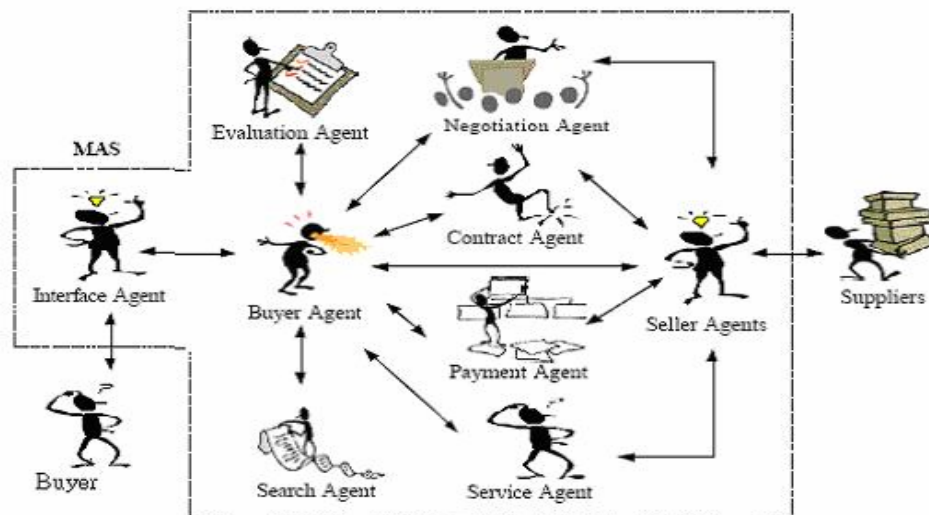 Evaluation Agent
Negotiation Agent
MAS
Contract Agent
Interface Agent
Buyer Agent
Seller Agents
Suppliers
Payment Agent
Buyer
Search Agent
Service Agent